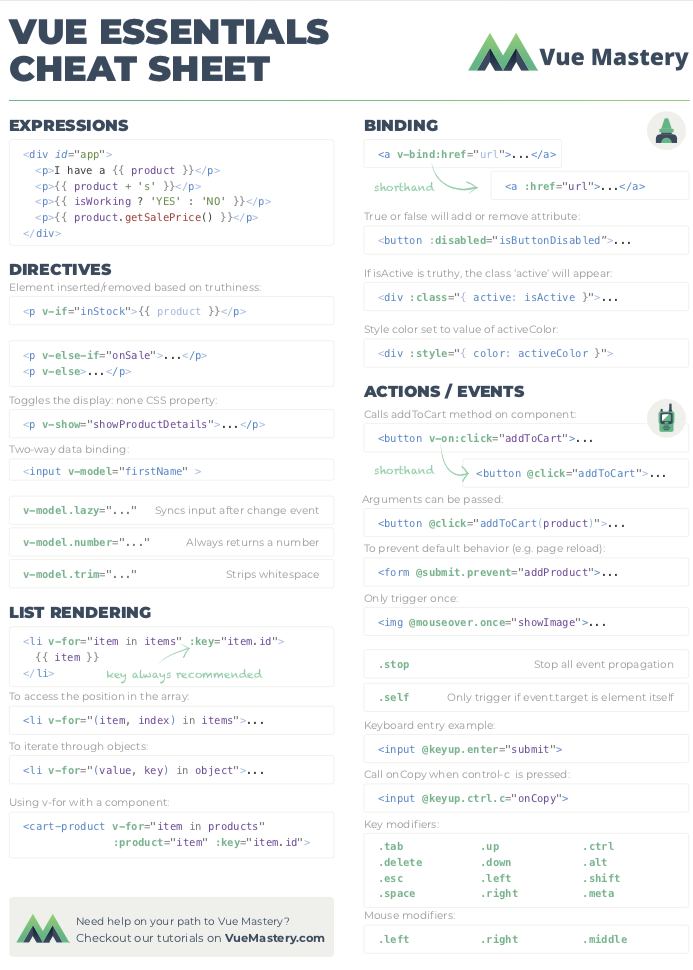 VUE ESSENTIALS
CHEAT SHEET
Vue Mastery
EXPRESSIONS
<div id="app">
<p>I have a {{ product }}</p>
<p>{{ product + 's' }}</p>
<p>{{ isWorking ? 'YES' : 'NO' }}</p>
<p>{{ product.getSalePrice() }}</p>
</div>
DIRECTIVES
Element inserted/removed based on truthiness:
<p v-if="inStock">{{ product }}</p>
<p v-else-if="onSale">...</p>
<p v-else>...</p>
Toggles the display: none CSS property:
<p v-show="showProductDetails">...</p>
Two-way data binding:
<input v-model="firstName" >
v-model.lazy="..." Syncs input after change event
v-model.number="..." Always returns a number
v-model.trim="..." Strips whitespace
LIST RENDERING
<li v-for="item in items" :key="item.id">
{{ item }}
</li>
key always recommended
To access the position in the array:
<li v-for="(item, index) in items">...
To iterate through objects:
<li v-for="(value, key) in object">...
Using v-for with a component:
<cart-product v-for="item in products"
:product="item" :key="item.id">
Need help on your path to Vue Mastery?
Checkout our tutorials on VueMastery.com
BINDING
<a v-bind:href="url">...</a>
shorthand
<a :href="url">...</a>
True or false will add or remove attribute:
<button :disabled="isButtonDisabled">...
If isActive is truthy, the class 'active' will appear:
<div :class="{ active: isActive }">...
Style color set to value of activeColor:
<div :style="{ color: activeColor }">
ACTIONS / EVENTS
Calls addToCart method on component:
<button v-on:click="addToCart">...
shorthand
<button @click="addToCart">...
Arguments can be passed:
<button @click="addToCart(product)">...
To prevent default behavior (e.g. page reload):
<form @submit.prevent="addProduct">...
Only trigger once:
<img @mouseover.once="showImage">...
.stop Stop all event propagation
.self Only trigger if event.target is element itself
Keyboard entry example:
<input @keyup.enter="submit">
Call onCopy when control-c is pressed:
<input @keyup.ctrl.c="onCopy">
Key modifiers:
.tab .up .ctrl
.delete .down .alt
.esc .left .shift
.space .right .meta
Mouse modifiers:
.left .right .middle